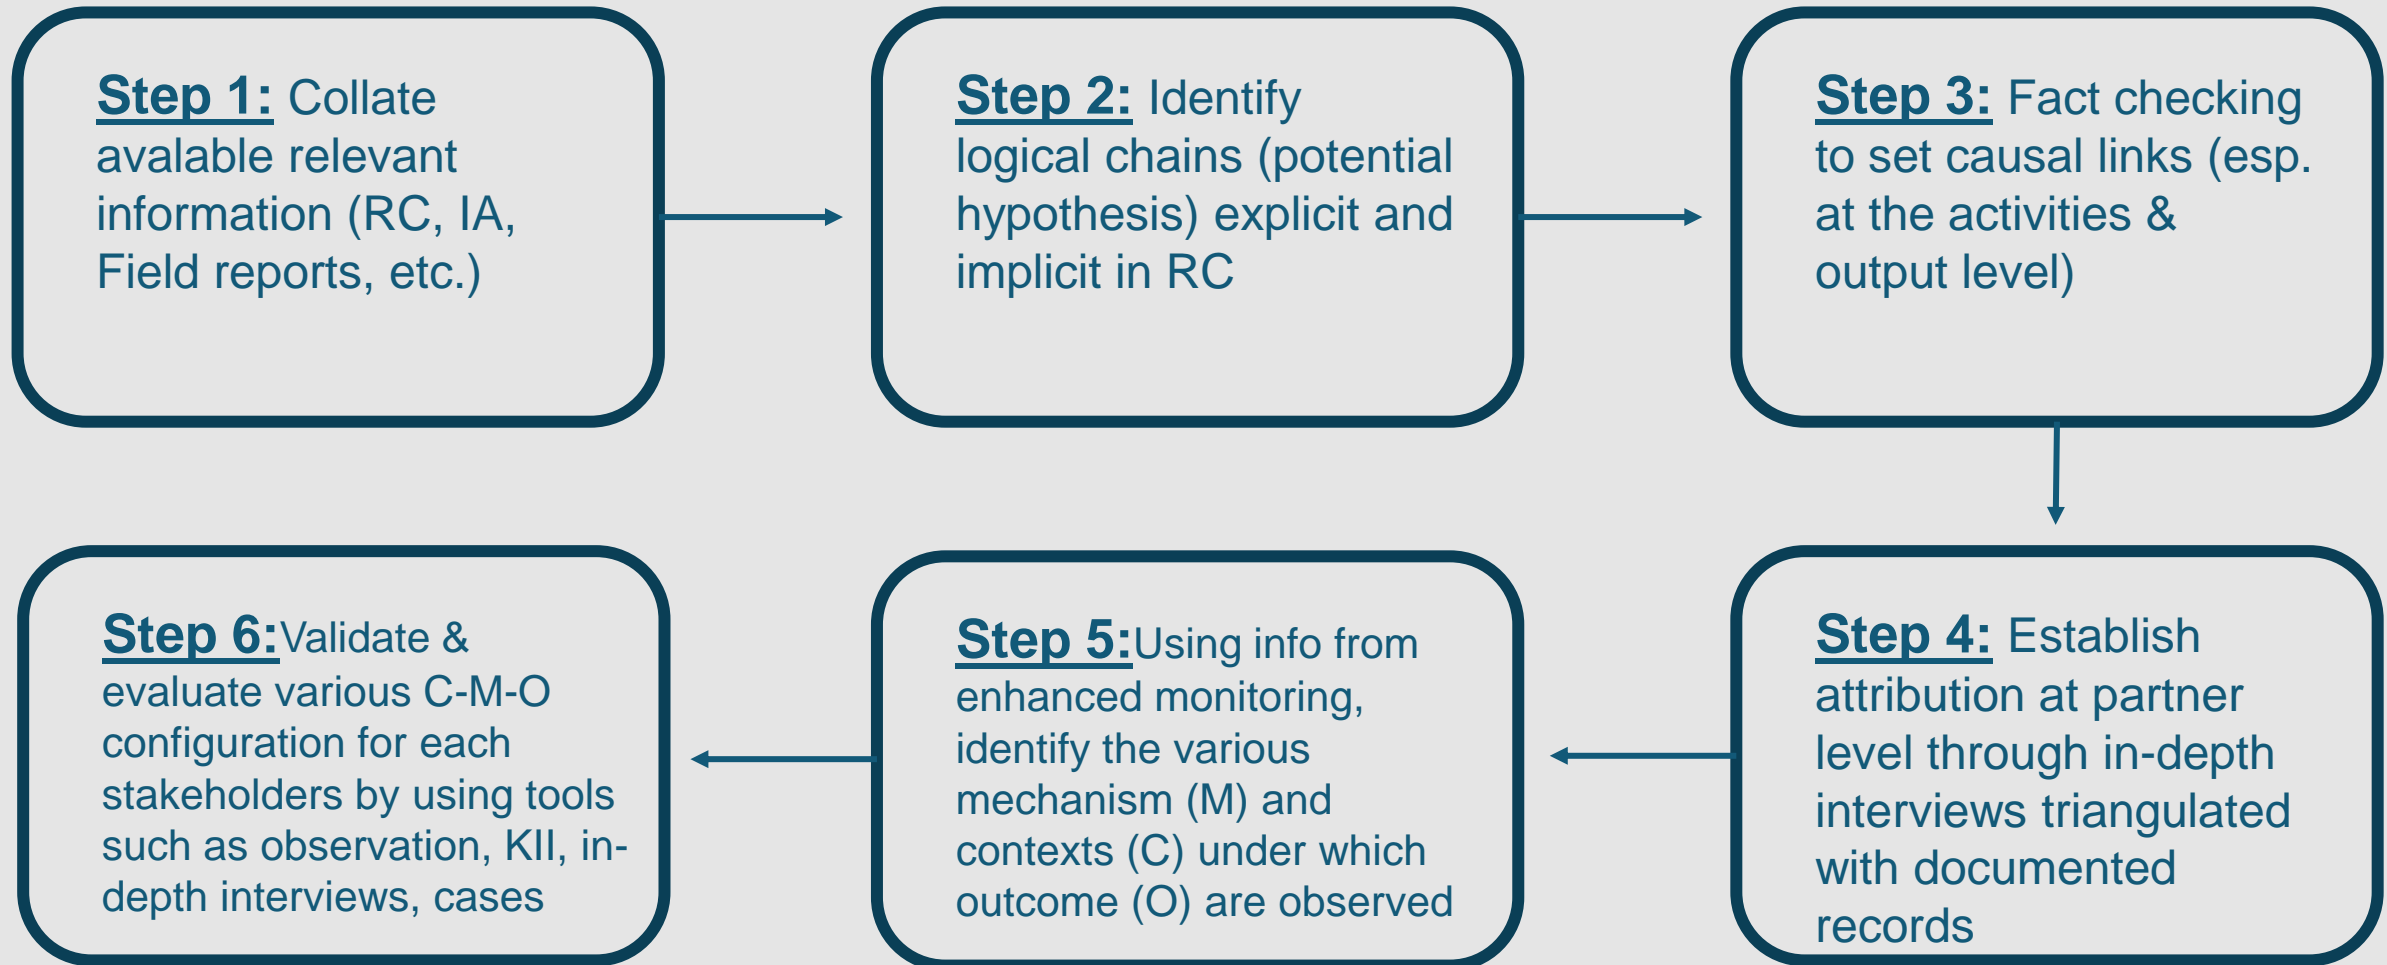 Step 1: Collate
avalable relevant
information (RC, IA,
Field reports, etc.)
Step 2: Identify
logical chains (potential
hypothesis) explicit and
implicit in RC
Step 3: Fact checking
to set causal links (esp.
at the activities &
output level)
Step 4: Establish
attribution at partner
level through in-depth
interviews triangulated
with documented
records
Step 5:Using info from
enhanced monitoring,
identify the various
mechanism (M) and
contexts (C) under which
outcome (O) are observed
Step 6:Validate &
evaluate various C-M-O
configuration for each
stakeholders by using tools
such as observation, KII, in-
depth interviews, cases